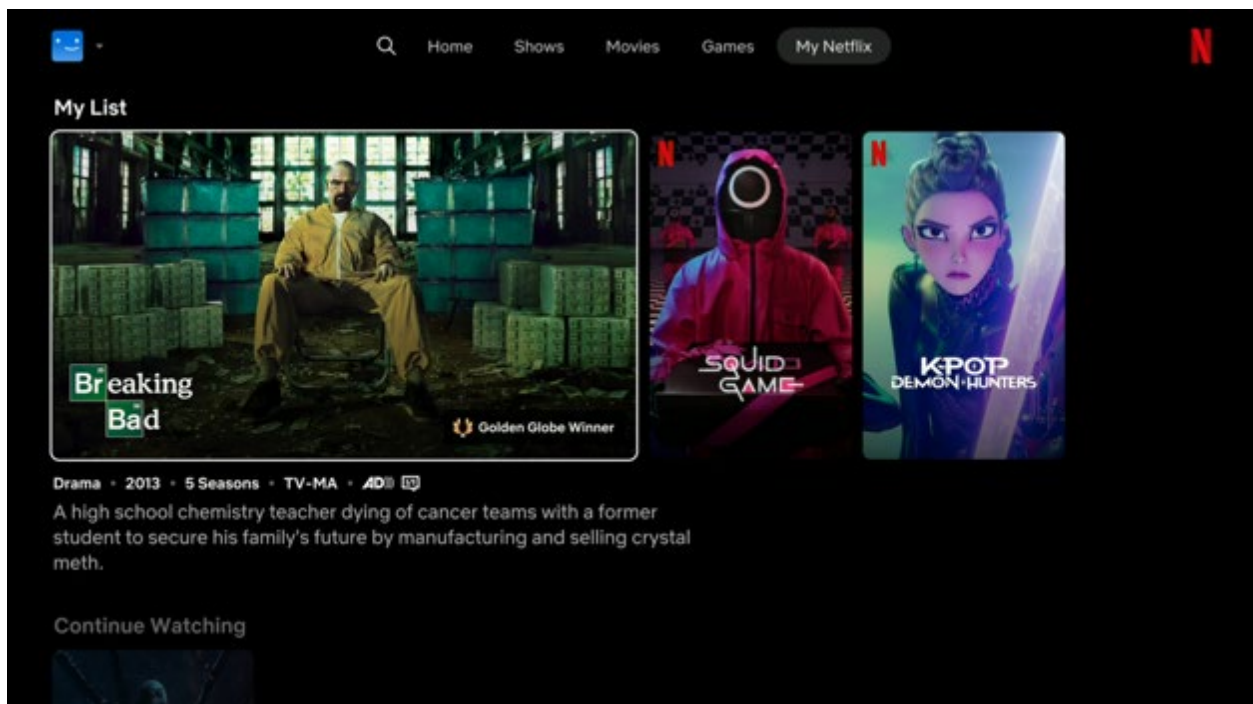 Home Shows Movies Games My Netflix
N
My List
N
N
Breaking
Bad
Golden Globe Winner
SQUID
GAME
K-POP
DEMON HUNTERS
Drama • 2013 • 5 Seasons • TV-MA • AD)))
A high school chemistry teacher dying of cancer teams with a former
student to secure his family's future by manufacturing and selling crystal
meth.
Continue Watching